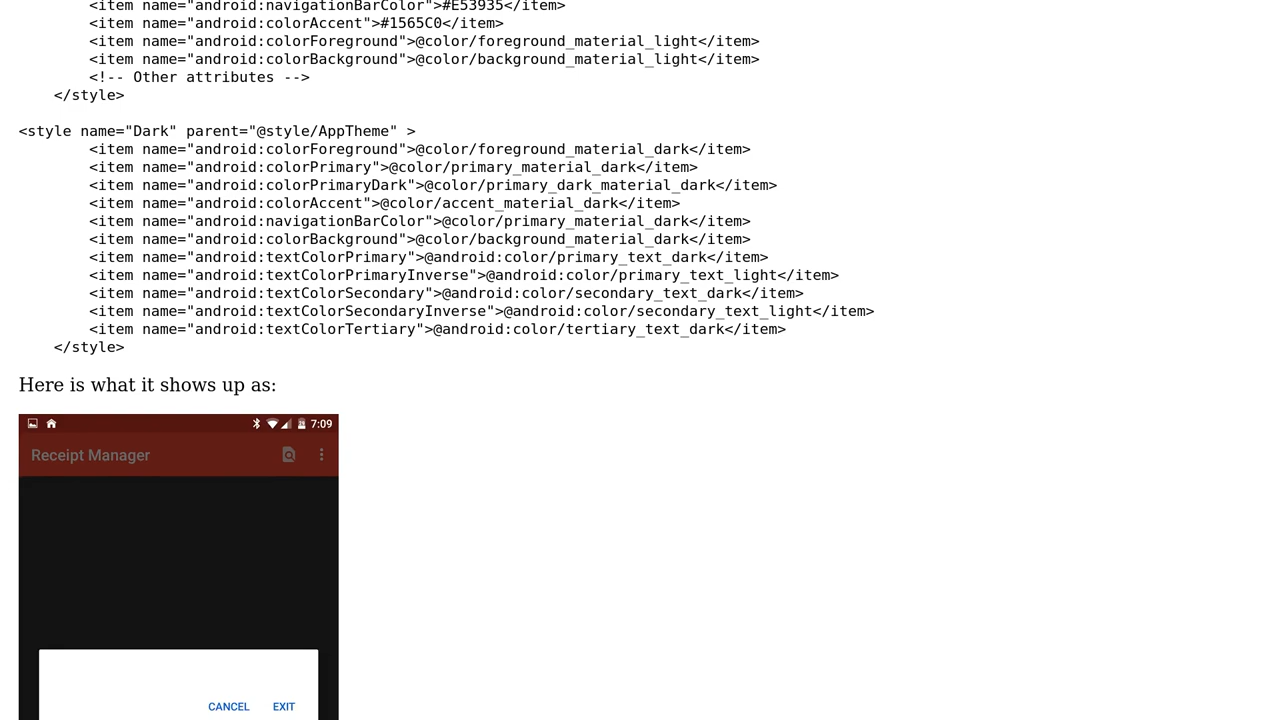 <item name="android:navigationBarColor">#E53935</item>
<item name="android:colorAccent">#1565C0</item>
<item name="android:colorForeground">@color/foreground_material_light</item>
<item name="android:colorBackground">@color/background_material_light</item>
<!-- Other attributes -->
</style>
<style name="Dark" parent="@style/AppTheme" >
<item name="android:colorForeground">@color/foreground_material_dark</item>
<item name="android:colorPrimary">@color/primary_material_dark</item>
<item name="android:colorPrimaryDark">@color/primary_dark_material_dark</item>
<item name="android:colorAccent">@color/accent_material_dark</item>
<item name="android:navigationBarColor">@color/primary_material_dark</item>
<item name="android:colorBackground">@color/background_material_dark</item>
<item name="android:textColorPrimary">@android:color/primary_text_dark</item>
<item name="android:textColorPrimaryInverse">@android:color/primary_text_light</item>
<item name="android:textColorSecondary">@android:color/secondary_text_dark</item>
<item name="android:textColorSecondaryInverse">@android:color/secondary_text_light</item>
<item name="android:textColorTertiary">@android:color/tertiary_text_dark</item>
</style>
Here is what it shows up as:
7:09
Receipt Manager
CANCEL EXIT